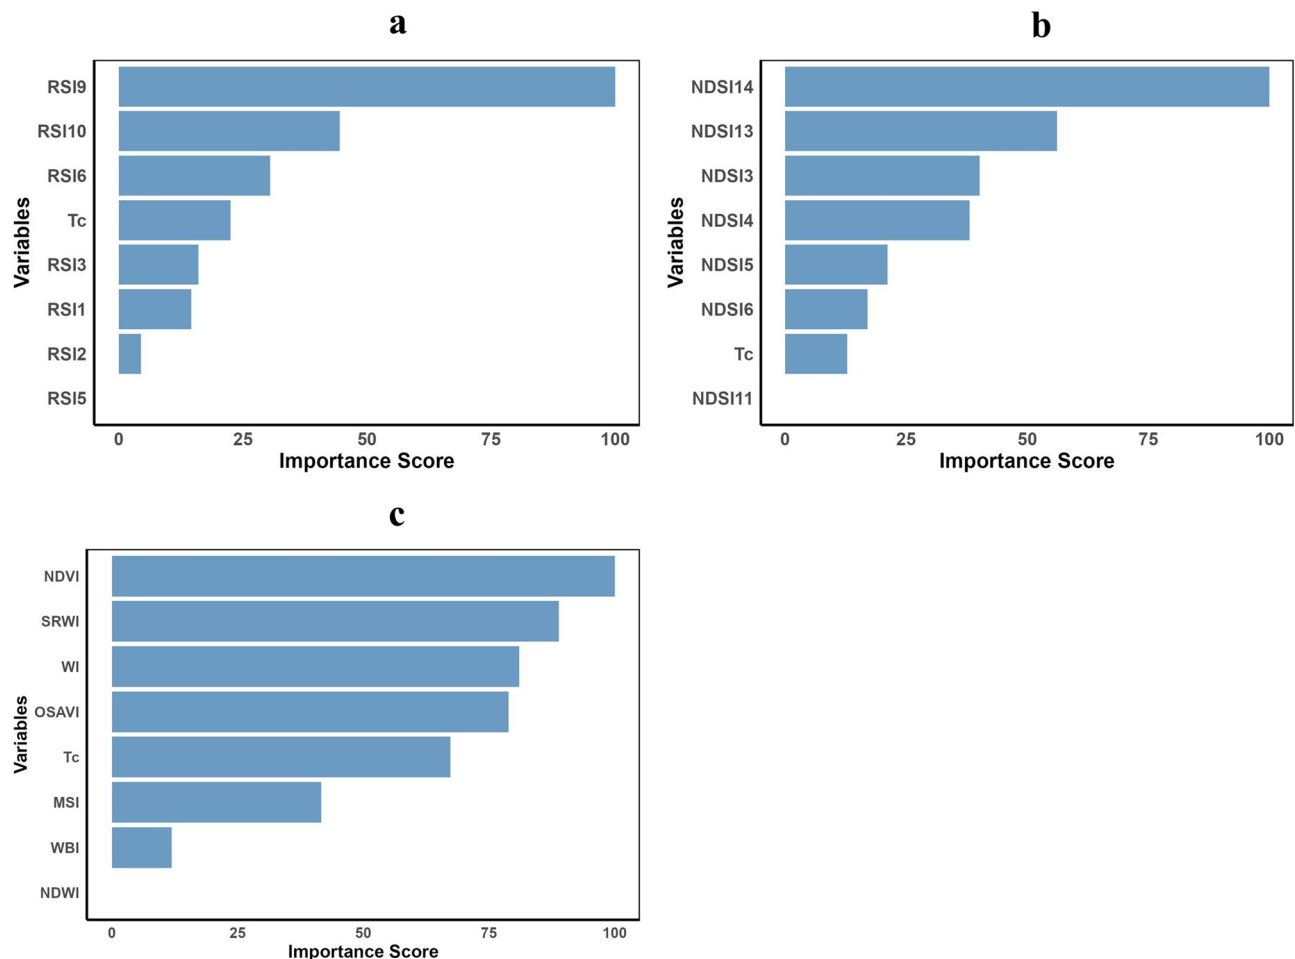 a
RSI9
RSI10
RSI6
Tc
RSI3
RSI1
RSI2
RSI5
Variables
0 25 50 75 100
Importance Score
b
NDSI14
NDSI13
NDSI3
NDSI4
NDSI5
NDSI6
Tc
NDSI11
Variables
0 25 50 75 100
Importance Score
c
NDVI
SRWI
WI
OSAVI
Tc
MSI
WBI
NDWI
Variables
0 25 50 75 100
Importance Score